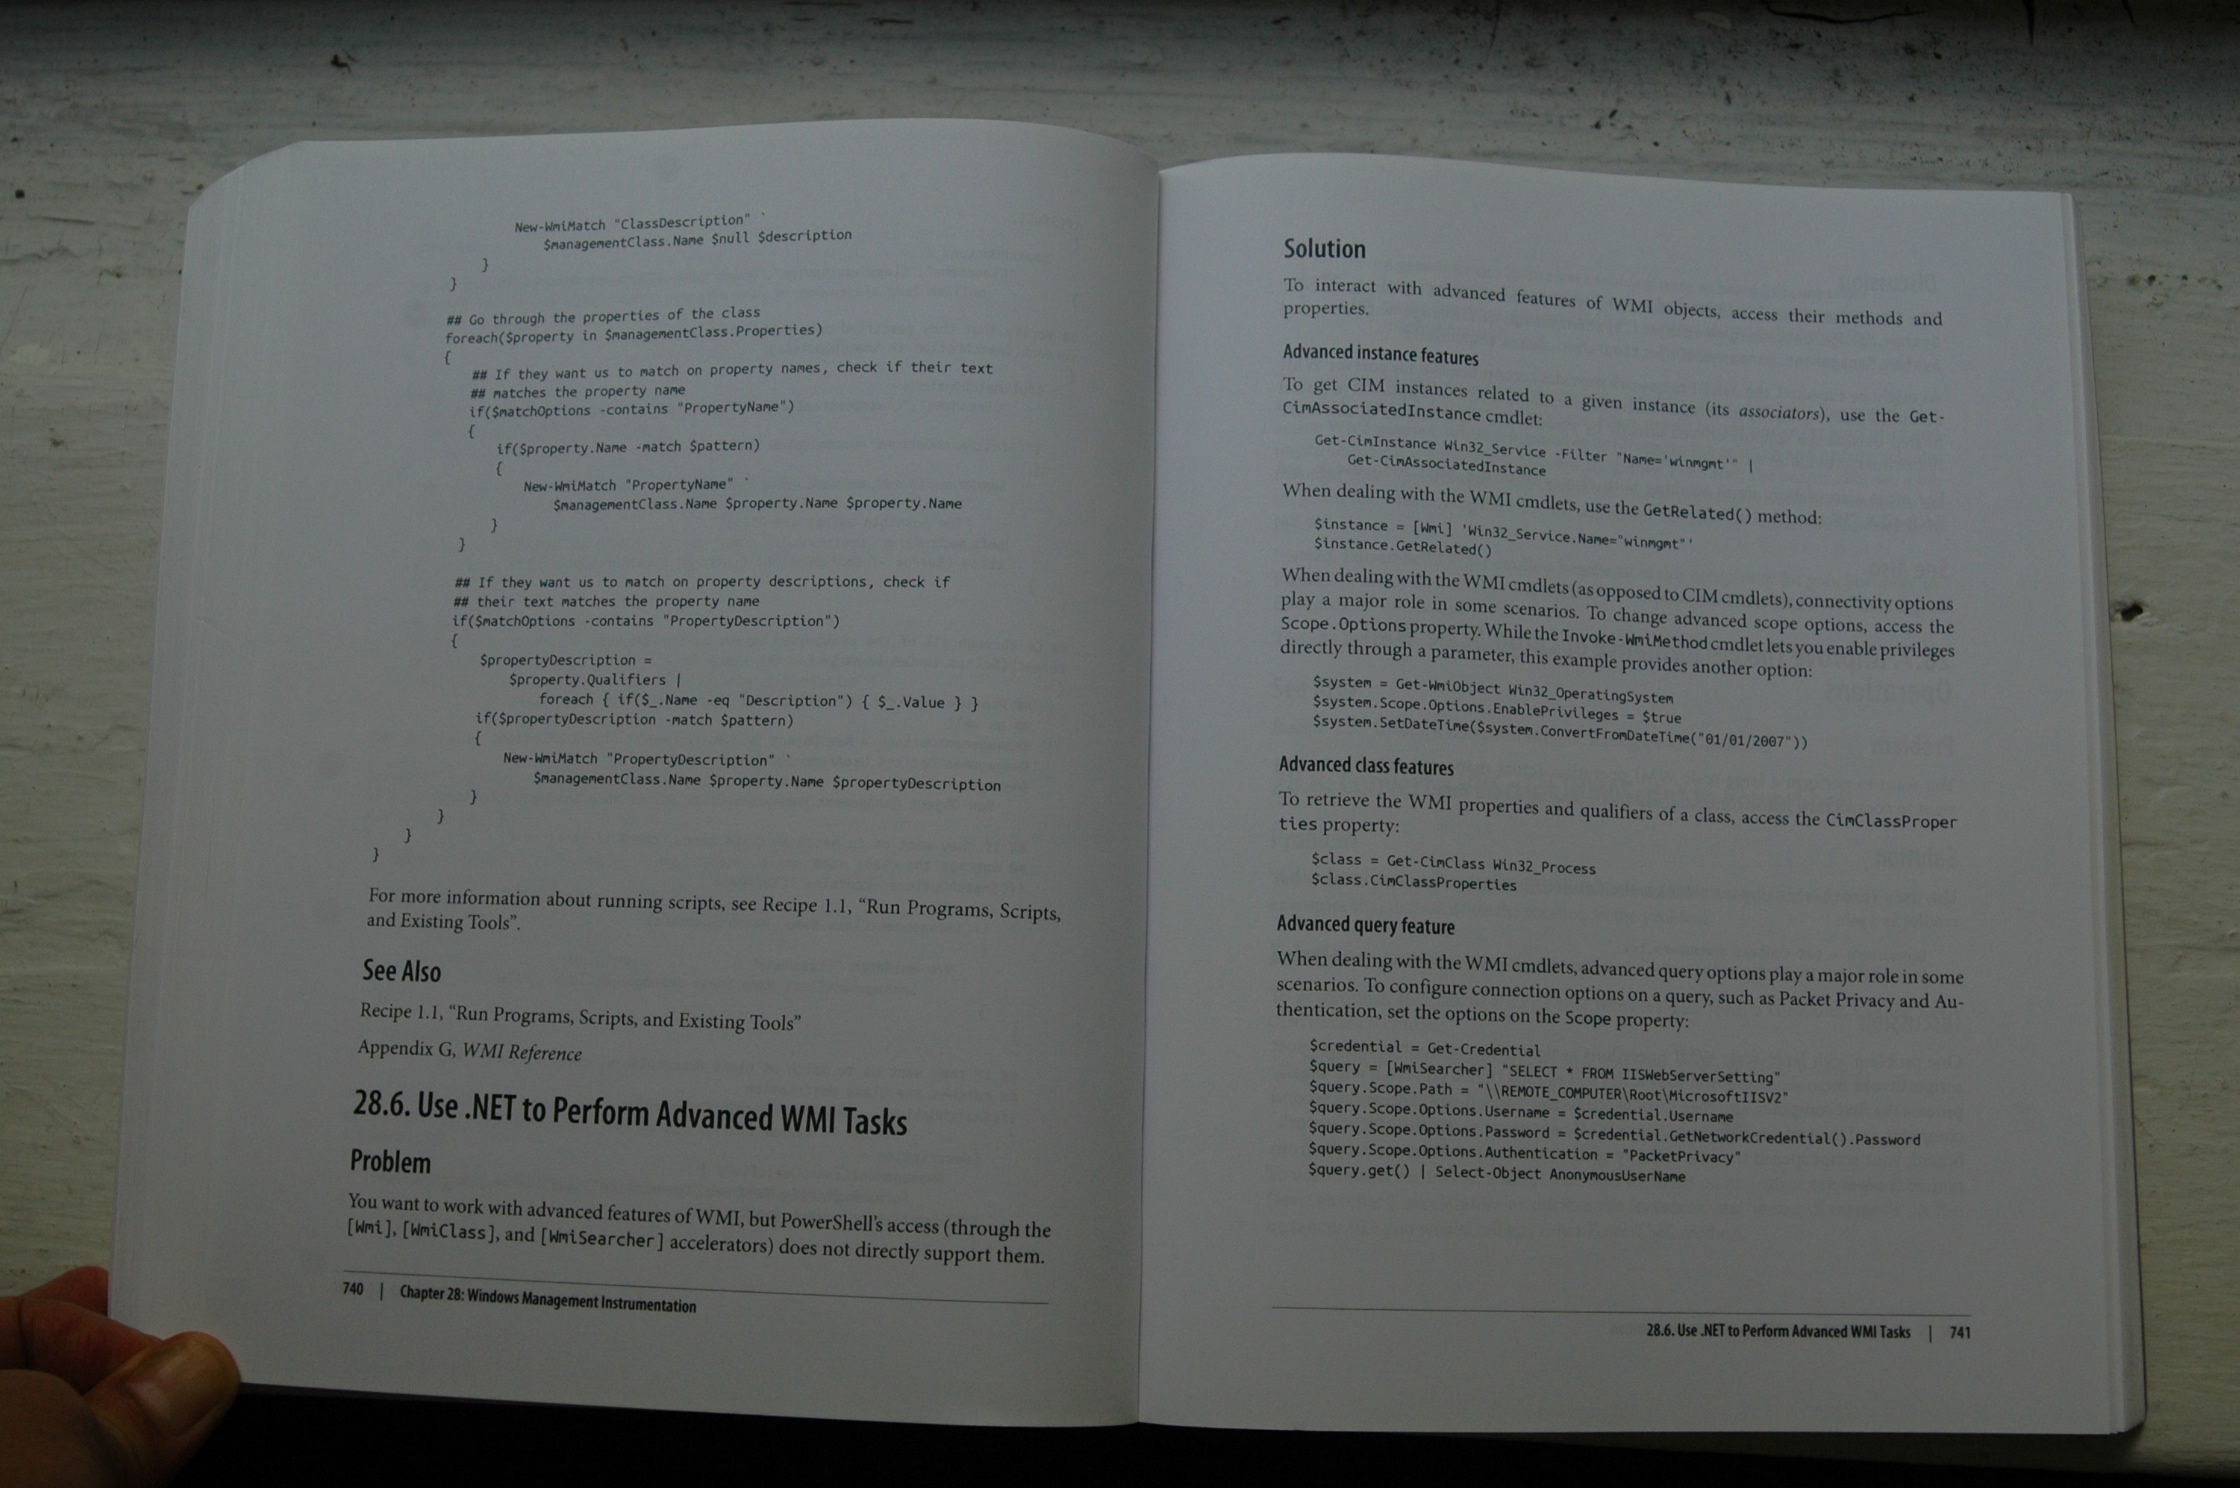 New-WmiMatch "ClassDescription" `
$managementClass.Name $null $description
}
}
## Go through the properties of the class
foreach($property in $managementClass.Properties)
{
## If they want us to match on property names, check if their text
## matches the property name
if($matchOptions -contains "PropertyName")
{
if($property.Name -match $pattern)
{
New-WmiMatch "PropertyName" `
$managementClass.Name $property.Name $property.Name
}
}
## If they want us to match on property descriptions, check if
## their text matches the property name
if($matchOptions -contains "PropertyDescription")
{
$propertyDescription =
$property.Qualifiers |
foreach { if($_.Name -eq "Description") { $_.Value } }
if($propertyDescription -match $pattern)
{
New-WmiMatch "PropertyDescription" `
$managementClass.Name $property.Name $propertyDescription
}
}
}
}
For more information about running scripts, see Recipe 1.1, “Run Programs, Scripts,
and Existing Tools”.
See Also
Recipe 1.1, “Run Programs, Scripts, and Existing Tools”
Appendix G, WMI Reference
28.6. Use .NET to Perform Advanced WMI Tasks
Problem
You want to work with advanced features of WMI, but PowerShell’s access (through the
[Wmi], [WmiClass], and [WmiSearcher] accelerators) does not directly support them.
740 | Chapter 28: Windows Management Instrumentation
Solution
To interact with advanced features of WMI objects, access their methods and
properties.
Advanced instance features
To get CIM instances related to a given instance (its associators), use the Get-
CimAssociatedInstance cmdlet:
Get-CimInstance Win32_Service -Filter "Name='winmgmt'" |
Get-CimAssociatedInstance
When dealing with the WMI cmdlets, use the GetRelated() method:
$instance = [Wmi] 'Win32_Service.Name="winmgmt"'
$instance.GetRelated()
When dealing with the WMI cmdlets (as opposed to CIM cmdlets), connectivity options
play a major role in some scenarios. To change advanced scope options, access the
Scope.Options property. While the Invoke-WmiMethod cmdlet lets you enable privileges
directly through a parameter, this example provides another option:
$system = Get-WmiObject Win32_OperatingSystem
$system.Scope.Options.EnablePrivileges = $true
$system.SetDateTime($system.ConvertFromDateTime("01/01/2007"))
Advanced class features
To retrieve the WMI properties and qualifiers of a class, access the CimClassProper
ties property:
$class = Get-CimClass Win32_Process
$class.CimClassProperties
Advanced query feature
When dealing with the WMI cmdlets, advanced query options play a major role in some
scenarios. To configure connection options on a query, such as Packet Privacy and Au-
thentication, set the options on the Scope property:
$credential = Get-Credential
$query = [WmiSearcher] "SELECT * FROM IISWebServerSetting"
$query.Scope.Path = "\\REMOTE_COMPUTER\Root\MicrosoftIISV2"
$query.Scope.Options.Username = $credential.Username
$query.Scope.Options.Password = $credential.GetNetworkCredential().Password
$query.Scope.Options.Authentication = "PacketPrivacy"
$query.get() | Select-Object AnonymousUserName
28.6. Use .NET to Perform Advanced WMI Tasks | 741